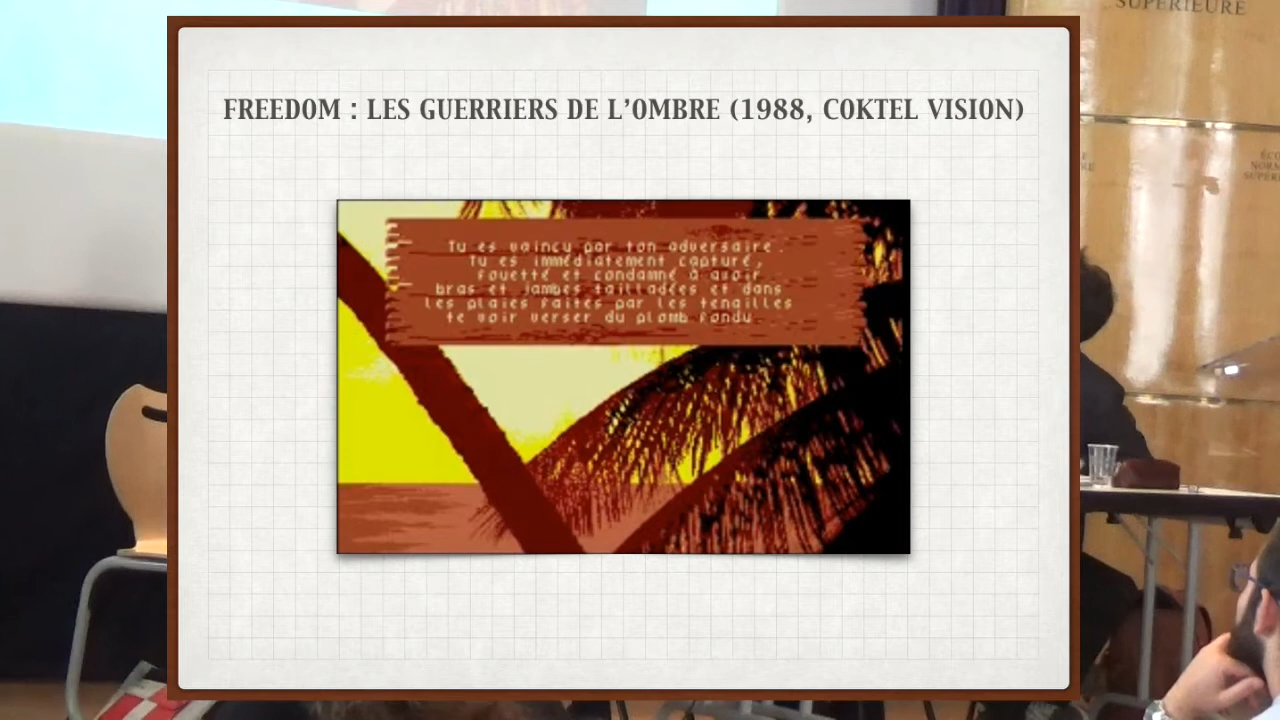 SUPERIEURE
FREEDOM : LES GUERRIERS DE L'OMBRE (1988, COKTEL VISION)
Tu es vaincu par ton adversaire.
Tu es immédiatement capturé,
fouetté et condamné à avoir
bras et jambes tailladées et dans
les plaies faites par les tenailles
te voir verser du plomb fondu